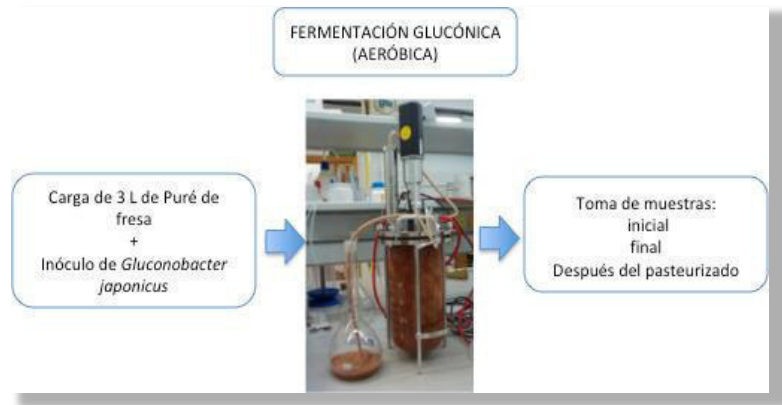 FERMENTACIÓN GLUCÓNICA
(AERÓBICA)
Carga de 3 L de Puré de
fresa
+
Inóculo de Gluconobacter
japonicus
Toma de muestras:
inicial
final
Después del pasteurizado